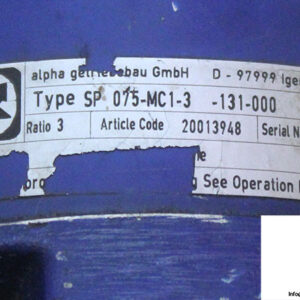 alpha getriebebau GmbH D - 97999 Ige
Type SP 075-MC1-3 -131-000
Ratio 3 Article Code 20013948 Serial N
See Operation